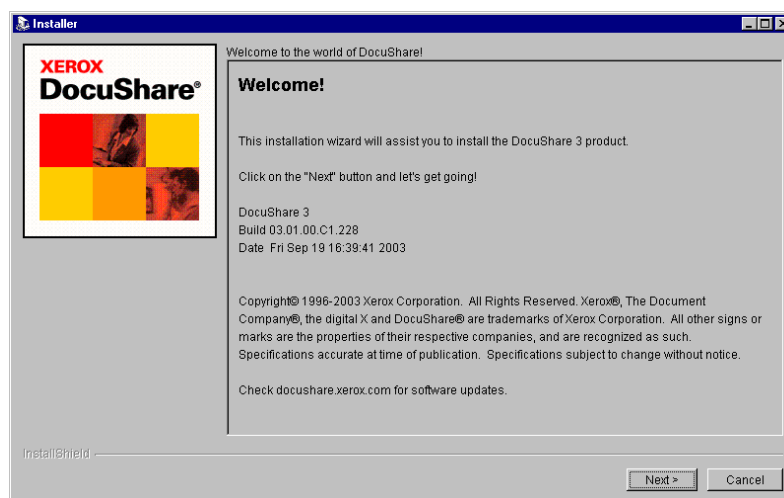 Installer
XEROX
DocuShare®
Welcome to the world of DocuShare!
Welcome!
This installation wizard will assist you to install the DocuShare 3 product.
Click on the "Next" button and let's get going!
DocuShare 3
Build 03.01.00.C1.228
Date  Fri Sep 19 16:39:41 2003
Copyright© 1996-2003 Xerox Corporation.  All Rights Reserved. Xerox®, The Document
Company®, the digital X and DocuShare® are trademarks of Xerox Corporation.  All other signs or
marks are the properties of their respective companies, and are recognized as such.
Specifications accurate at time of publication.  Specifications subject to change without notice.
Check docushare.xerox.com for software updates.
InstallShield
Next >
Cancel